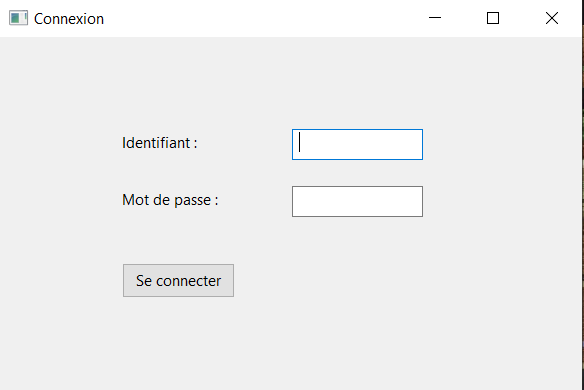 Connexion
Identifiant :
Mot de passe :
Se connecter